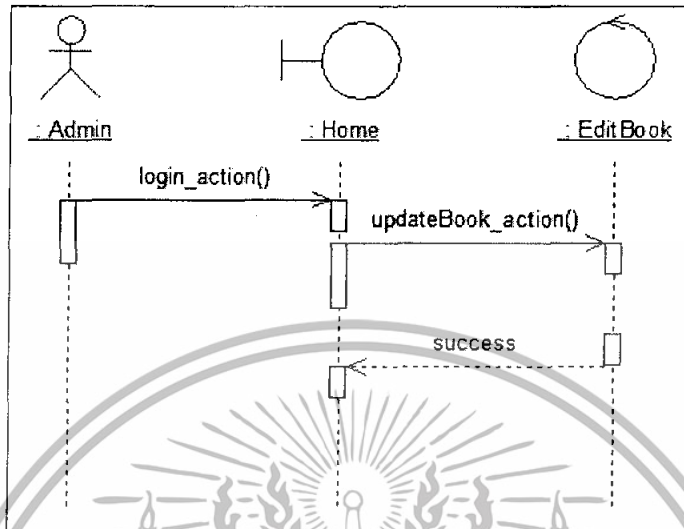 : Admin
: Home
: EditBook
login_action()
updateBook_action()
success